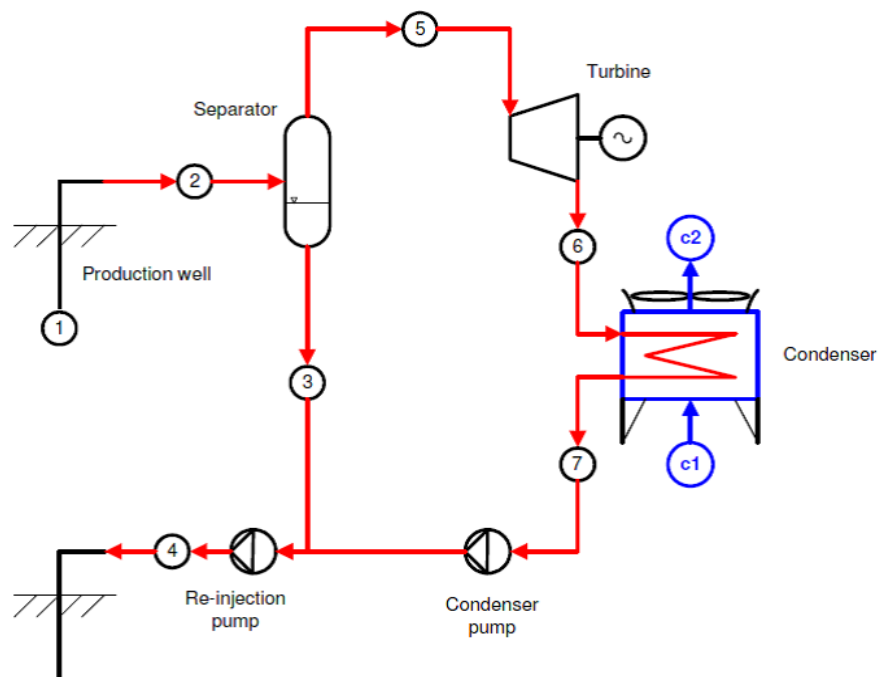 5
Turbine
Separator
2
c2
6
Production well
1
Condenser
3
7
c1
4
Re-injection
pump
Condenser
pump